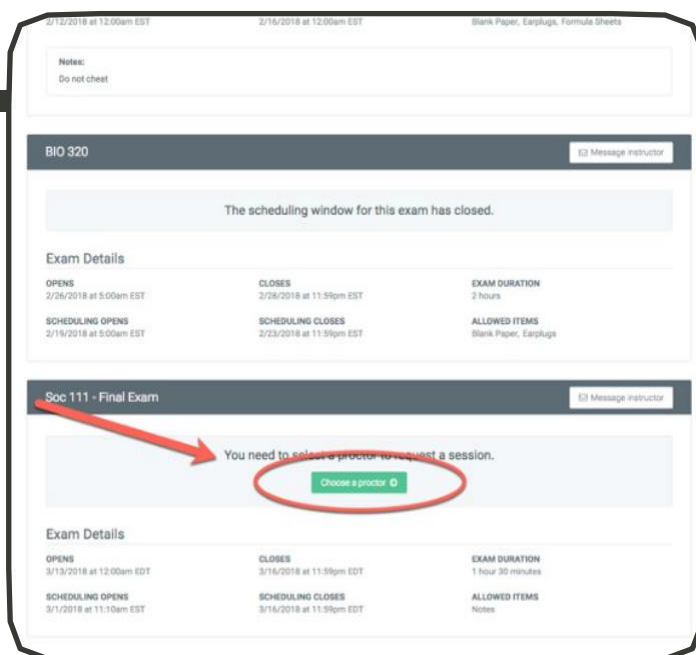 2/12/2018 at 12:00am EST 2/16/2018 at 12:00am EST Blank Paper, Earplugs, Formula Sheets
Notes:
Do not cheat
BIO 320 Message instructor
The scheduling window for this exam has closed.
Exam Details
OPENS CLOSES EXAM DURATION
2/26/2018 at 5:00am EST 2/28/2018 at 11:59pm EST 2 hours
SCHEDULING OPENS SCHEDULING CLOSES ALLOWED ITEMS
2/19/2018 at 5:00am EST 2/23/2018 at 11:59pm EST Blank Paper, Earplugs
Soc 111 - Final Exam Message instructor
You need to select a proctor to request a session.
Choose a proctor
Exam Details
OPENS CLOSES EXAM DURATION
3/13/2018 at 12:00am EDT 3/16/2018 at 11:59pm EDT 1 hour 30 minutes
SCHEDULING OPENS SCHEDULING CLOSES ALLOWED ITEMS
3/1/2018 at 11:10am EST 3/16/2018 at 11:59pm EDT Notes